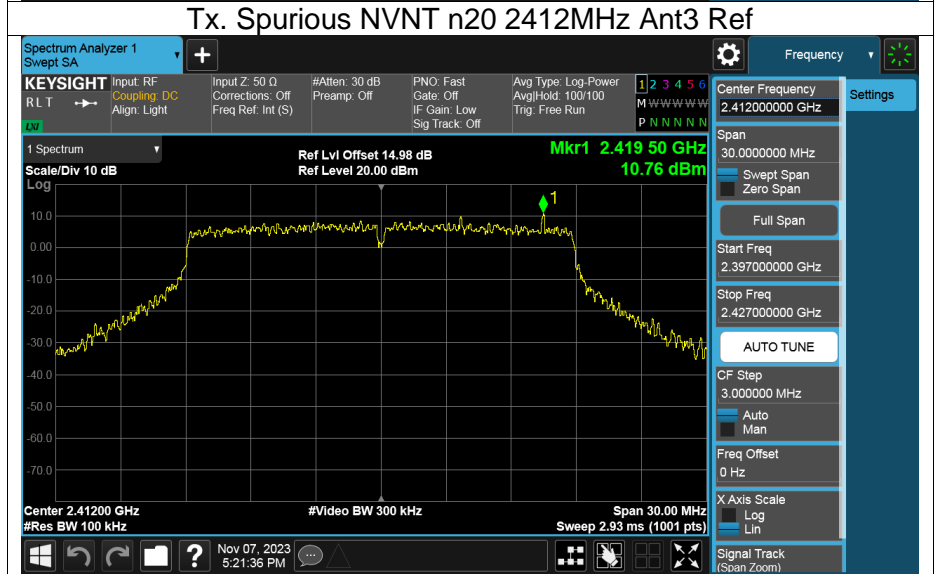 Tx. Spurious NVNT n20 2412MHz Ant3 Ref
Spectrum Analyzer 1
Swept SA
+
Frequency
Settings
KEYSIGHT
R L T
LXI
Input: RF
Coupling: DC
Align: Light
Input Z: 50 Ω
Corrections: Off
Freq Ref: Int (S)
#Atten: 30 dB
Preamp: Off
PNO: Fast
Gate: Off
IF Gain: Low
Sig Track: Off
Avg Type: Log-Power
Avg|Hold: 100/100
Trig: Free Run
1 2 3 4 5 6
M W W W W W
P N N N N N
1 Spectrum
Scale/Div 10 dB
Log
Ref Lvl Offset 14.98 dB
Ref Level 20.00 dBm
Mkr1 2.419 50 GHz
10.76 dBm
1
10.0
0.00
-10.0
-20.0
-30.0
-40.0
-50.0
-60.0
-70.0
Center 2.41200 GHz
#Res BW 100 kHz
#Video BW 300 kHz
Span 30.00 MHz
Sweep 2.93 ms (1001 pts)
Center Frequency
2.412000000 GHz
Span
30.0000000 MHz
Swept Span
Zero Span
Full Span
Start Freq
2.397000000 GHz
Stop Freq
2.427000000 GHz
AUTO TUNE
CF Step
3.000000 MHz
Auto
Man
Freq Offset
0 Hz
X Axis Scale
Log
Lin
Signal Track
(Span Zoom)
?
Nov 07, 2023
5:21:36 PM